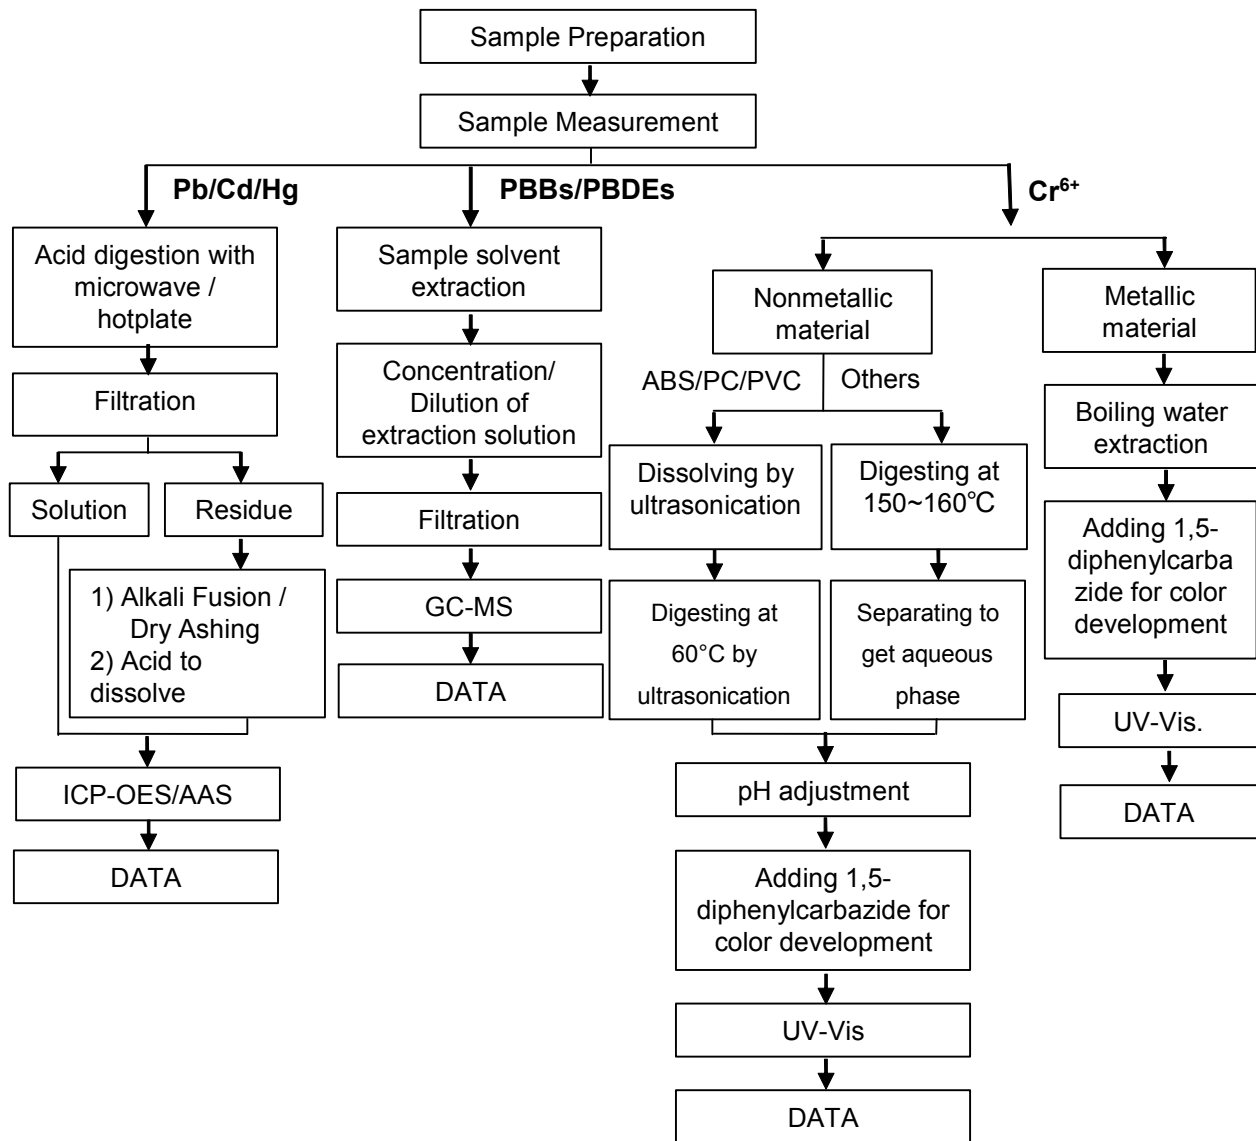 Sample Preparation
Sample Measurement
Pb/Cd/Hg
PBBs/PBDEs
Cr⁶⁺
Acid digestion with
microwave /
hotplate
Filtration
Solution
Residue
1) Alkali Fusion /
Dry Ashing
2) Acid to
dissolve
ICP-OES/AAS
DATA
Sample solvent
extraction
Concentration/
Dilution of
extraction solution
Filtration
GC-MS
DATA
Nonmetallic
material
ABS/PC/PVC
Others
Dissolving by
ultrasonication
Digesting at
60°C by
ultrasonication
Digesting at
150~160℃
Separating to
get aqueous
phase
pH adjustment
Adding 1,5-
diphenylcarbazide for
color development
UV-Vis
DATA
Metallic
material
Boiling water
extraction
Adding 1,5-
diphenylcarba
zide for color
development
UV-Vis.
DATA